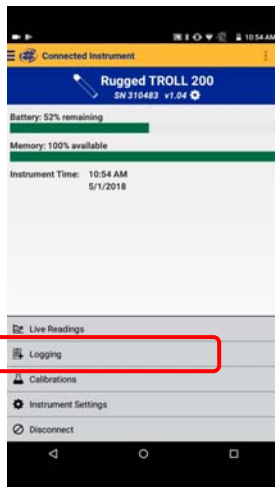 10:54 AM
Connected Instrument
Rugged TROLL 200
SN 310483 v1.04
Battery: 52% remaining
Memory: 100% available
Instrument Time: 10:54 AM
5/1/2018
Live Readings
Logging
Calibrations
Instrument Settings
Disconnect